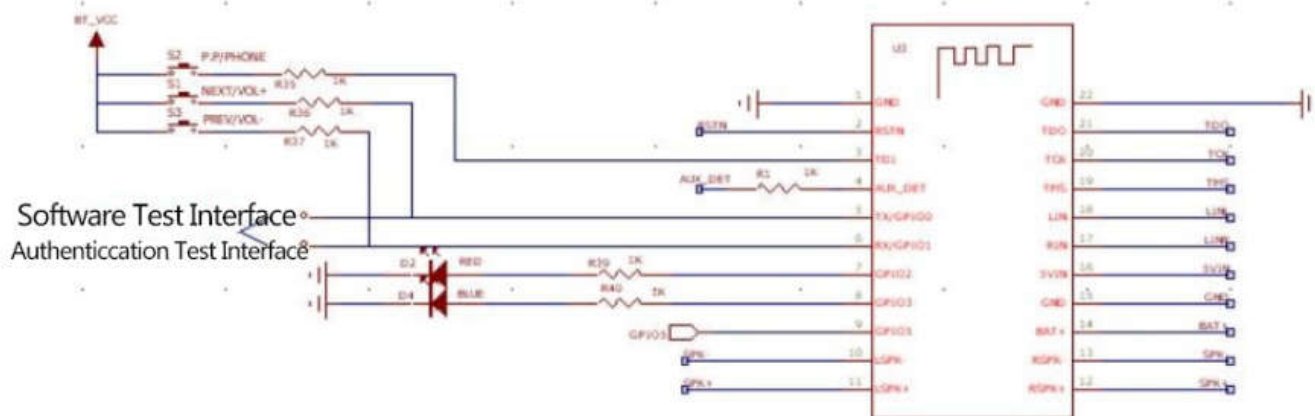 BT_VCC
S2 P.P/PHONE
R35 1K
S1 NEXT/VOL+
R36 1K
S3 PREV/VOL-
R37 1K
Software Test Interface
Authenticcation Test Interface
D2 RED R39 1K
D4 BLUE R40 1K
GPIO5
SPK-
SPK+
RSTN
AUX_DET R1 1K
U3
1 GND
2 RSTN
3 TD1
4 AUX_DET
5 TX/GPIO0
6 RX/GPIO1
7 GPIO2
8 GPIO3
9 GPIO5
10 LSPK-
11 LSPK+
GND 22
TDO 21 TDO
TCK 20 TCK
TMS 19 TMS
LIN 18 LIN
RIN 17
5VIN 16 5VIN
GND 15 GND
BAT+ 14 BAT+
RSPK- 13 SPK-
RSPK+ 12 SPK+